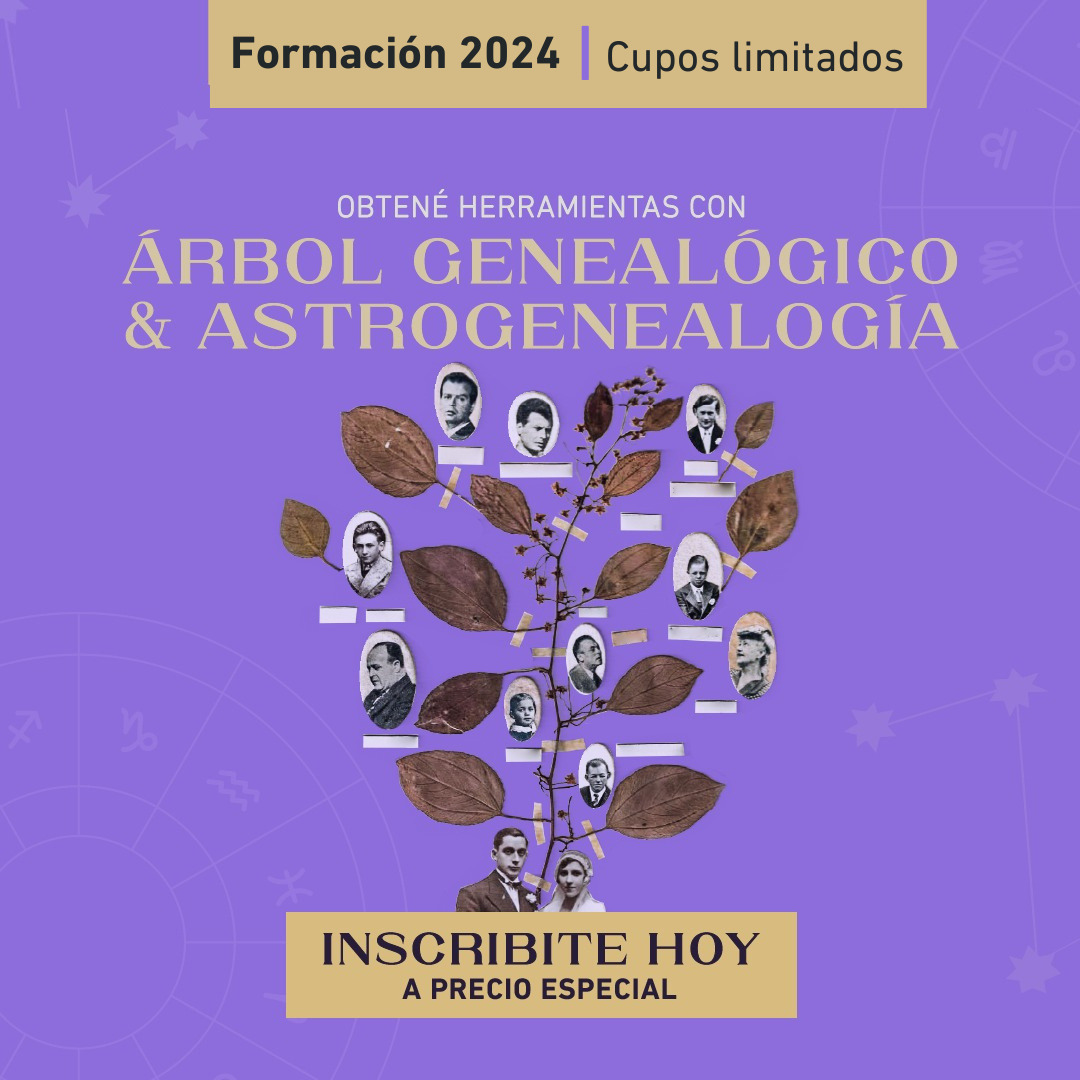 Formación 2024 | Cupos limitados
OBTENÉ HERRAMIENTAS CON
ÁRBOL GENEALÓGICO
& ASTROGENEALOGÍA
INSCRIBITE HOY
A PRECIO ESPECIAL